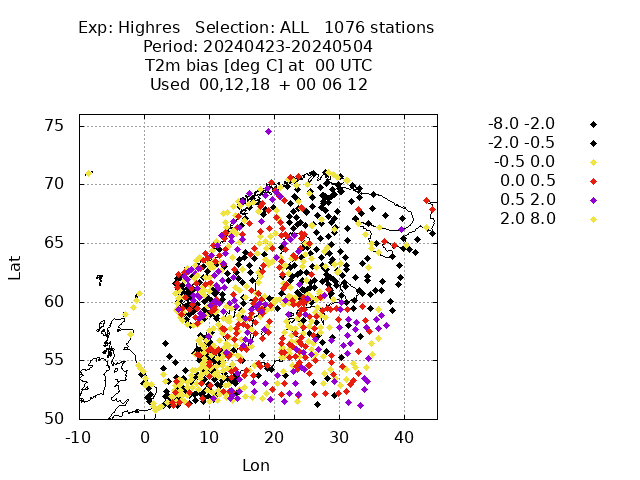 Exp: Highres   Selection: ALL   1076 stations
Period: 20240423-20240504
T2m bias [deg C] at  00 UTC
Used  00,12,18  + 00 06 12
-8.0 -2.0
-2.0 -0.5
-0.5 0.0
0.0 0.5
0.5 2.0
2.0 8.0
75
70
65
60
55
50
Lat
-10 0 10 20 30 40
Lon